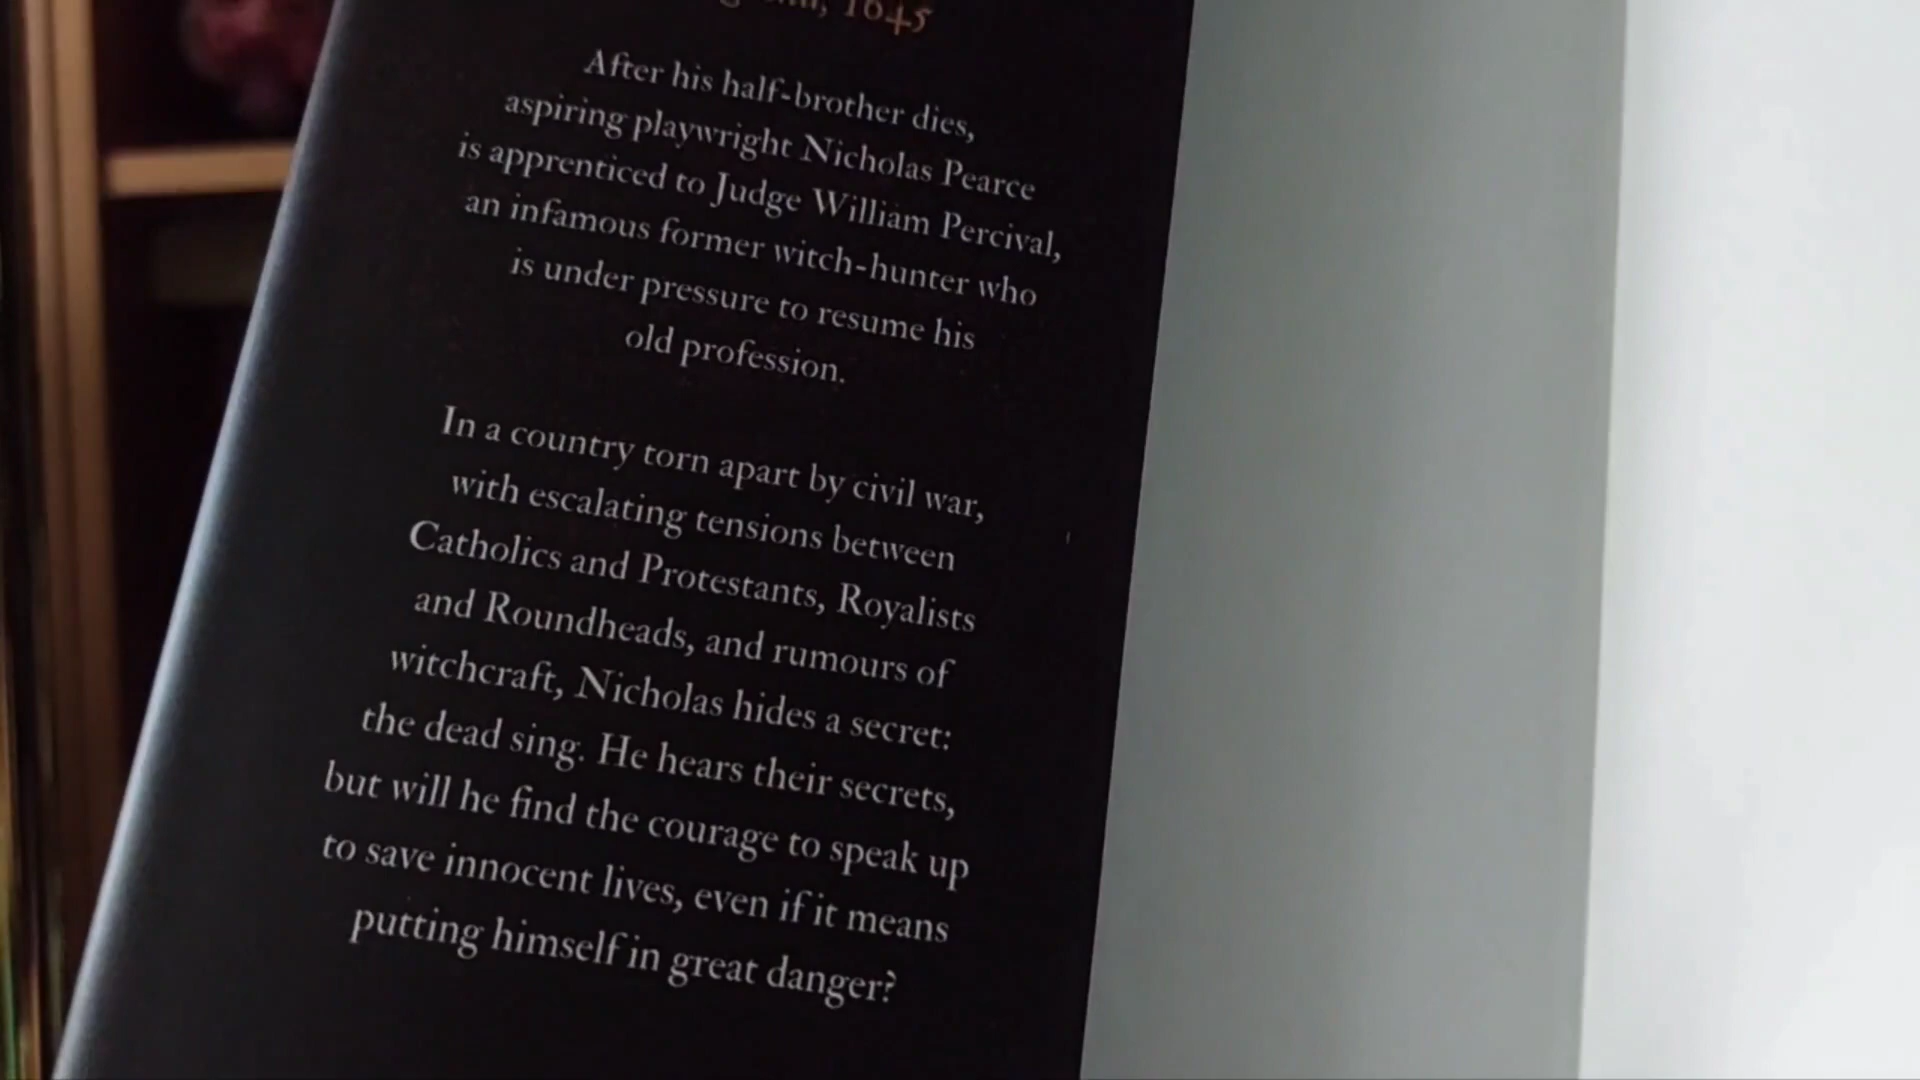 1645
After his half-brother dies,
aspiring playwright Nicholas Pearce
is apprenticed to Judge William Percival,
an infamous former witch-hunter who
is under pressure to resume his
old profession.
In a country torn apart by civil war,
with escalating tensions between
Catholics and Protestants, Royalists
and Roundheads, and rumours of
witchcraft, Nicholas hides a secret:
the dead sing. He hears their secrets,
but will he find the courage to speak up
to save innocent lives, even if it means
putting himself in great danger?